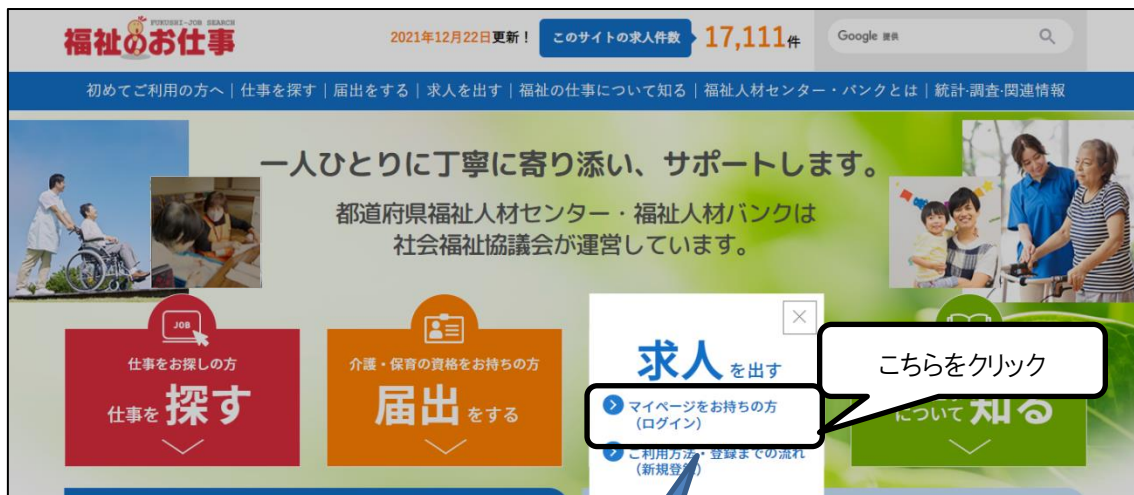 FUKUSHI-JOB SEARCH
福祉のお仕事
2021年12月22日更新！
このサイトの求人件数
17,111件
Google 提供
初めてご利用の方へ | 仕事を探す | 届出をする | 求人を出す | 福祉の仕事について知る | 福祉人材センター・バンクとは | 統計・調査・関連情報
一人ひとりに丁寧に寄り添い、サポートします。
都道府県福祉人材センター・福祉人材バンクは
社会福祉協議会が運営しています。
JOB
仕事をお探しの方
仕事を 探す
介護・保育の資格をお持ちの方
届出をする
求人を出す
マイページをお持ちの方
（ログイン）
ご利用方法・登録までの流れ
（新規登録）
こちらをクリック
について 知る